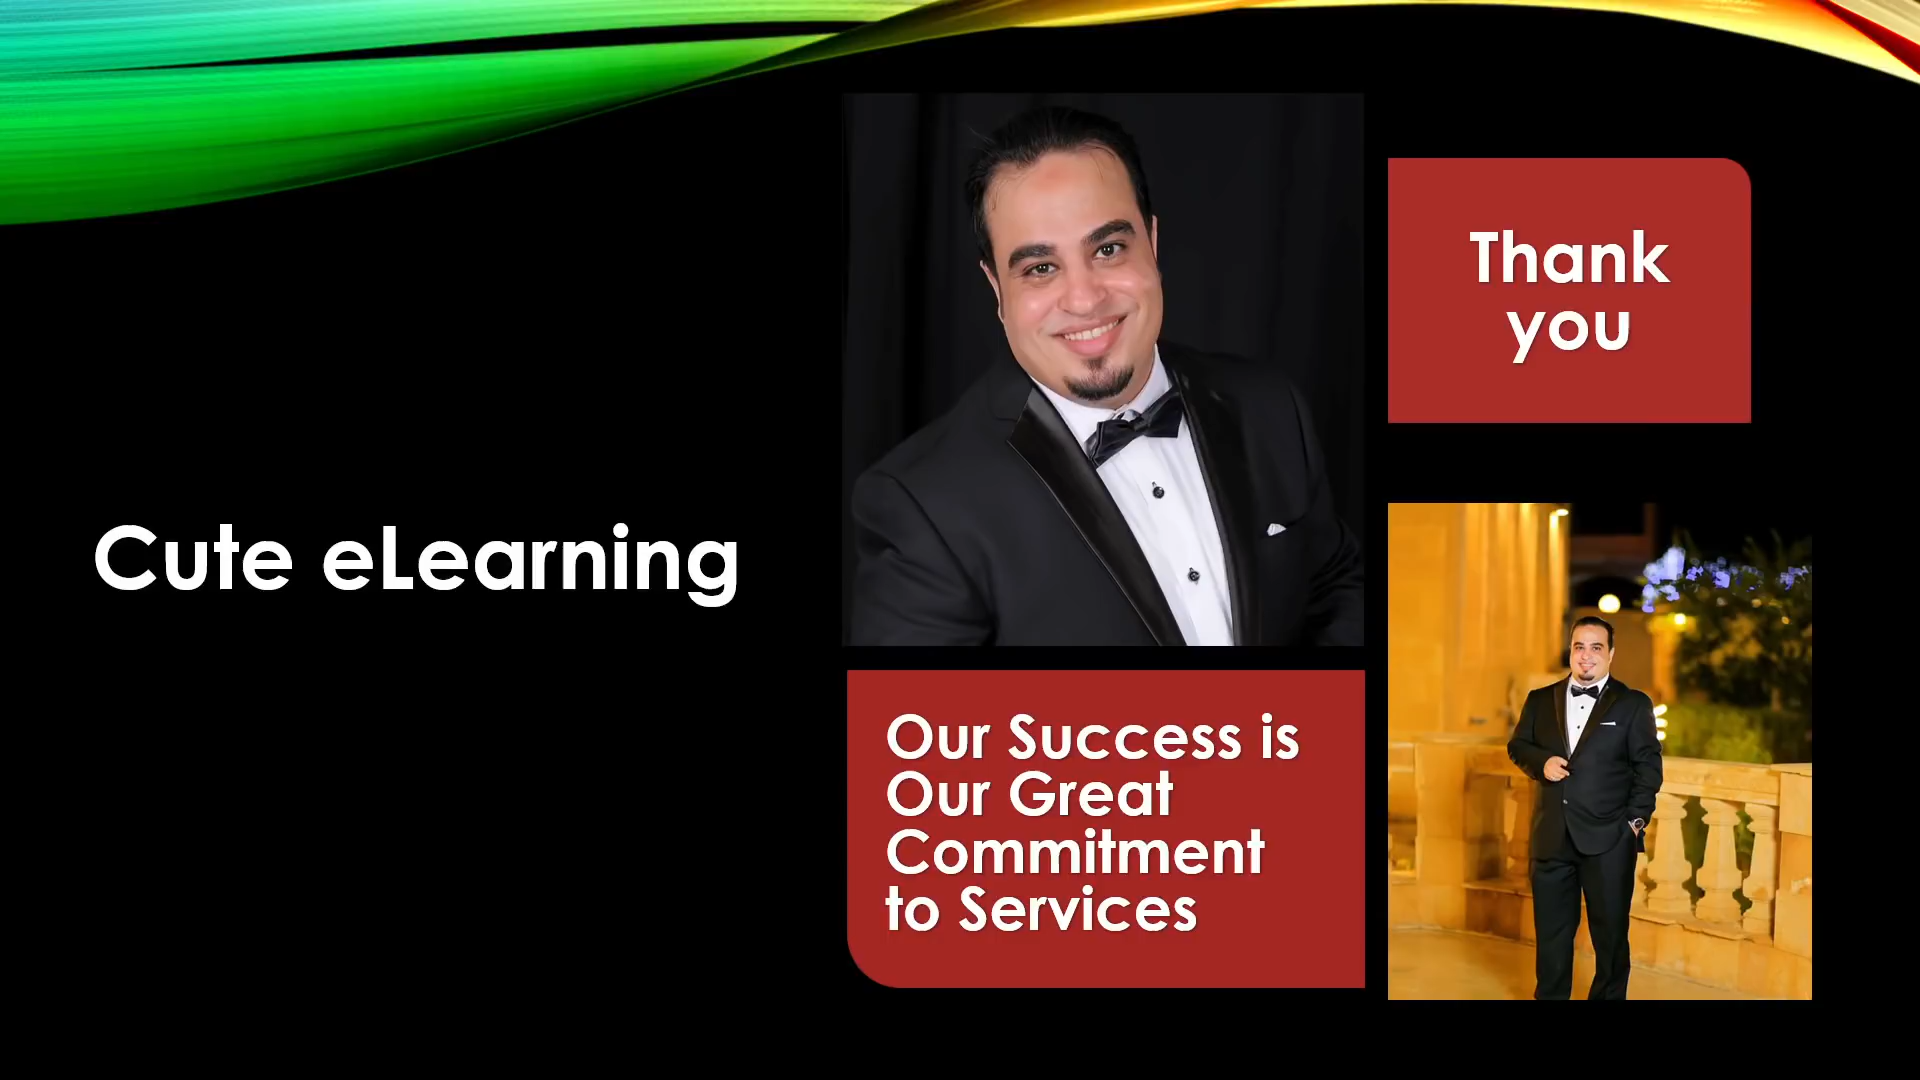 Cute eLearning
Thank
you
Our Success is
Our Great
Commitment
to Services